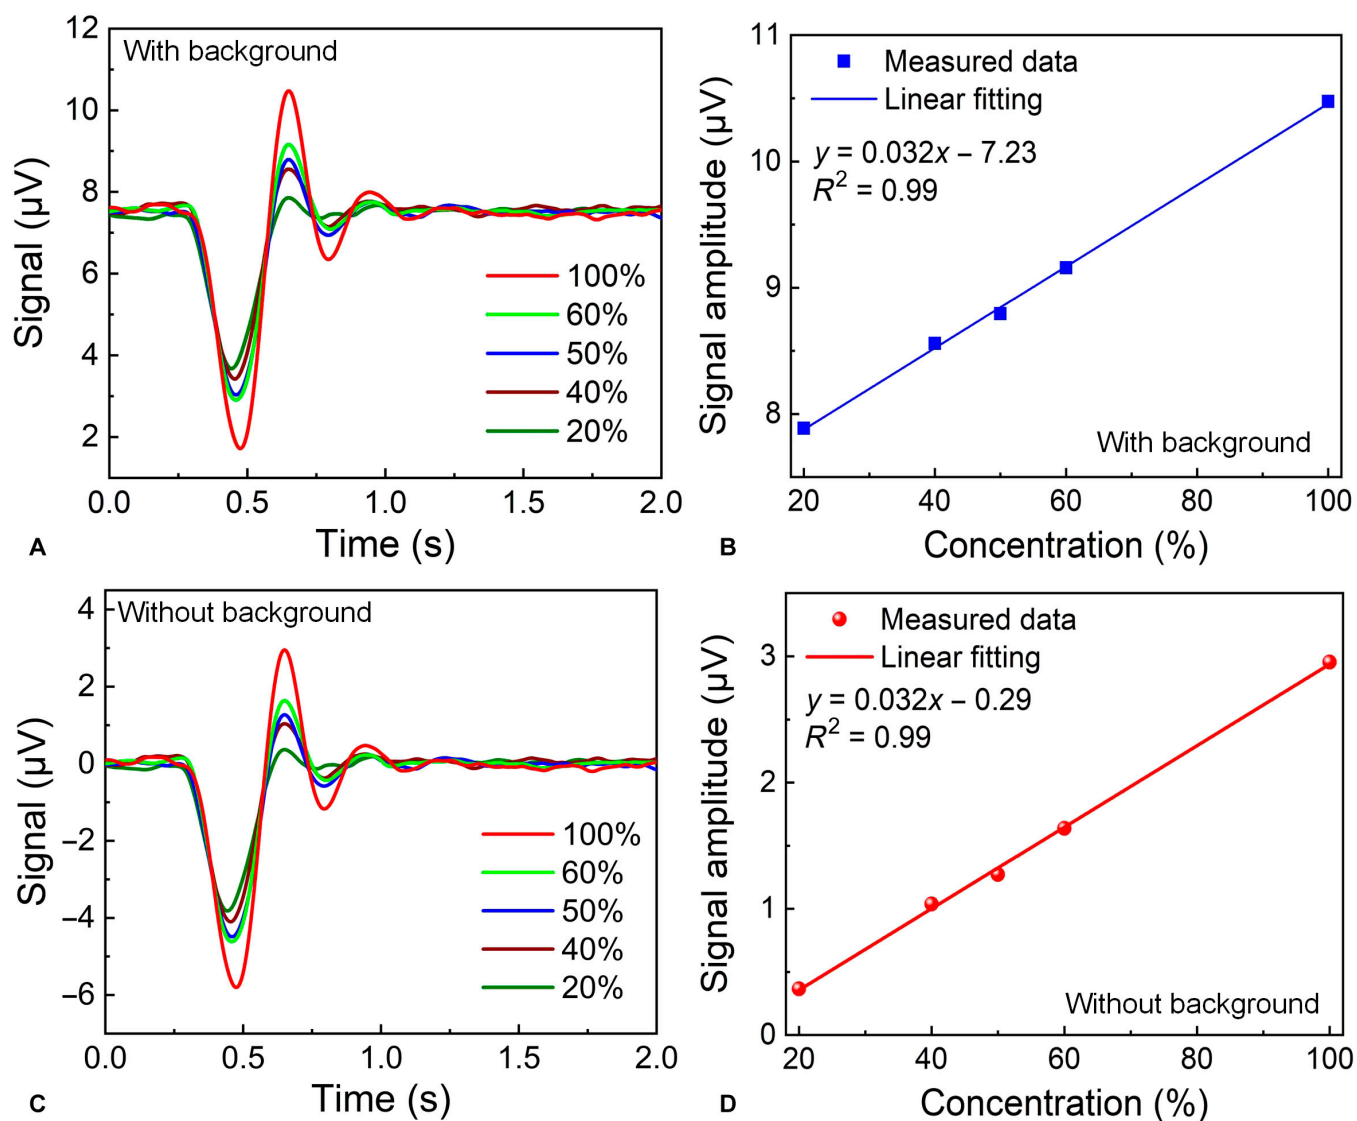 With background
Signal (µV)
12
10
8
6
4
2
0.0
0.5
1.0
1.5
2.0
Time (s)
100%
60%
50%
40%
20%
A
Measured data
Linear fitting
y = 0.032x – 7.23
R² = 0.99
Signal amplitude (µV)
11
10
9
8
With background
20
40
60
80
100
Concentration (%)
B
Without background
Signal (µV)
4
2
0
–2
–4
–6
0.0
0.5
1.0
1.5
2.0
Time (s)
100%
60%
50%
40%
20%
C
Measured data
Linear fitting
y = 0.032x – 0.29
R² = 0.99
Signal amplitude (µV)
3
2
1
0
Without background
20
40
60
80
100
Concentration (%)
D